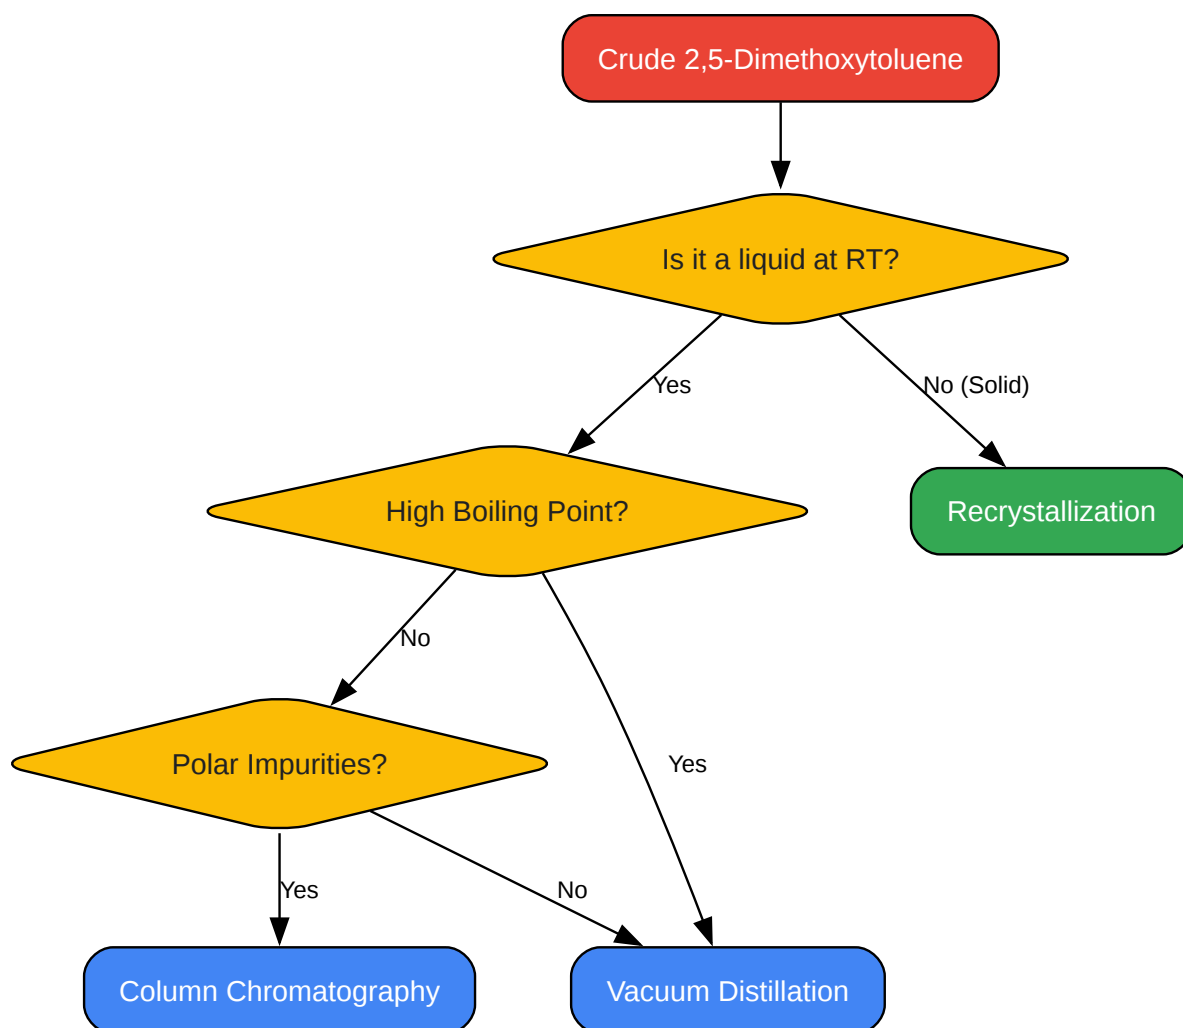 Crude 2,5-Dimethoxytoluene
Is it a liquid at RT?
Yes
No (Solid)
High Boiling Point?
Recrystallization
No
Polar Impurities?
Yes
Yes
No
Column Chromatography
Vacuum Distillation